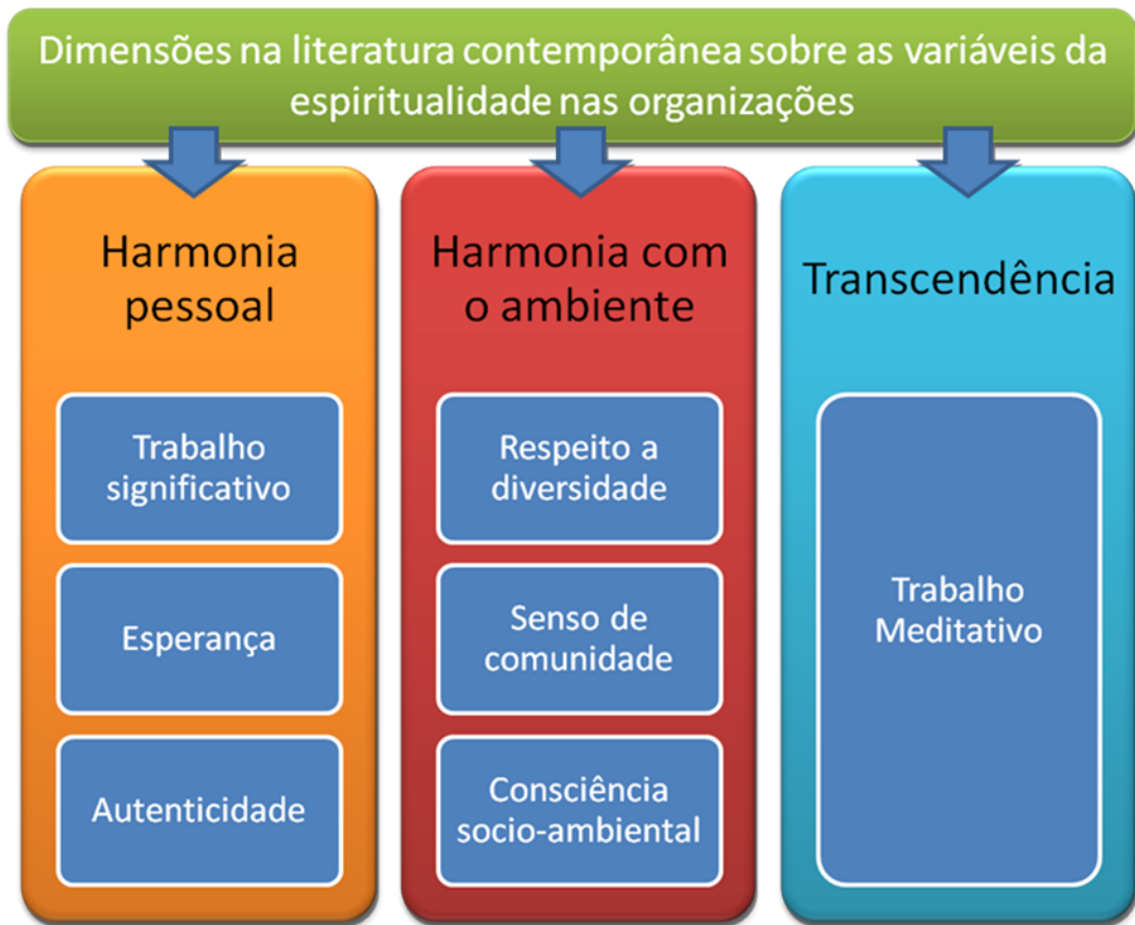 Dimensões na literatura contemporânea sobre as variáveis da
espiritualidade nas organizações
Harmonia
pessoal
Trabalho
significativo
Esperança
Autenticidade
Harmonia com
o ambiente
Respeito a
diversidade
Senso de
comunidade
Consciência
socio-ambiental
Transcendência
Trabalho
Meditativo